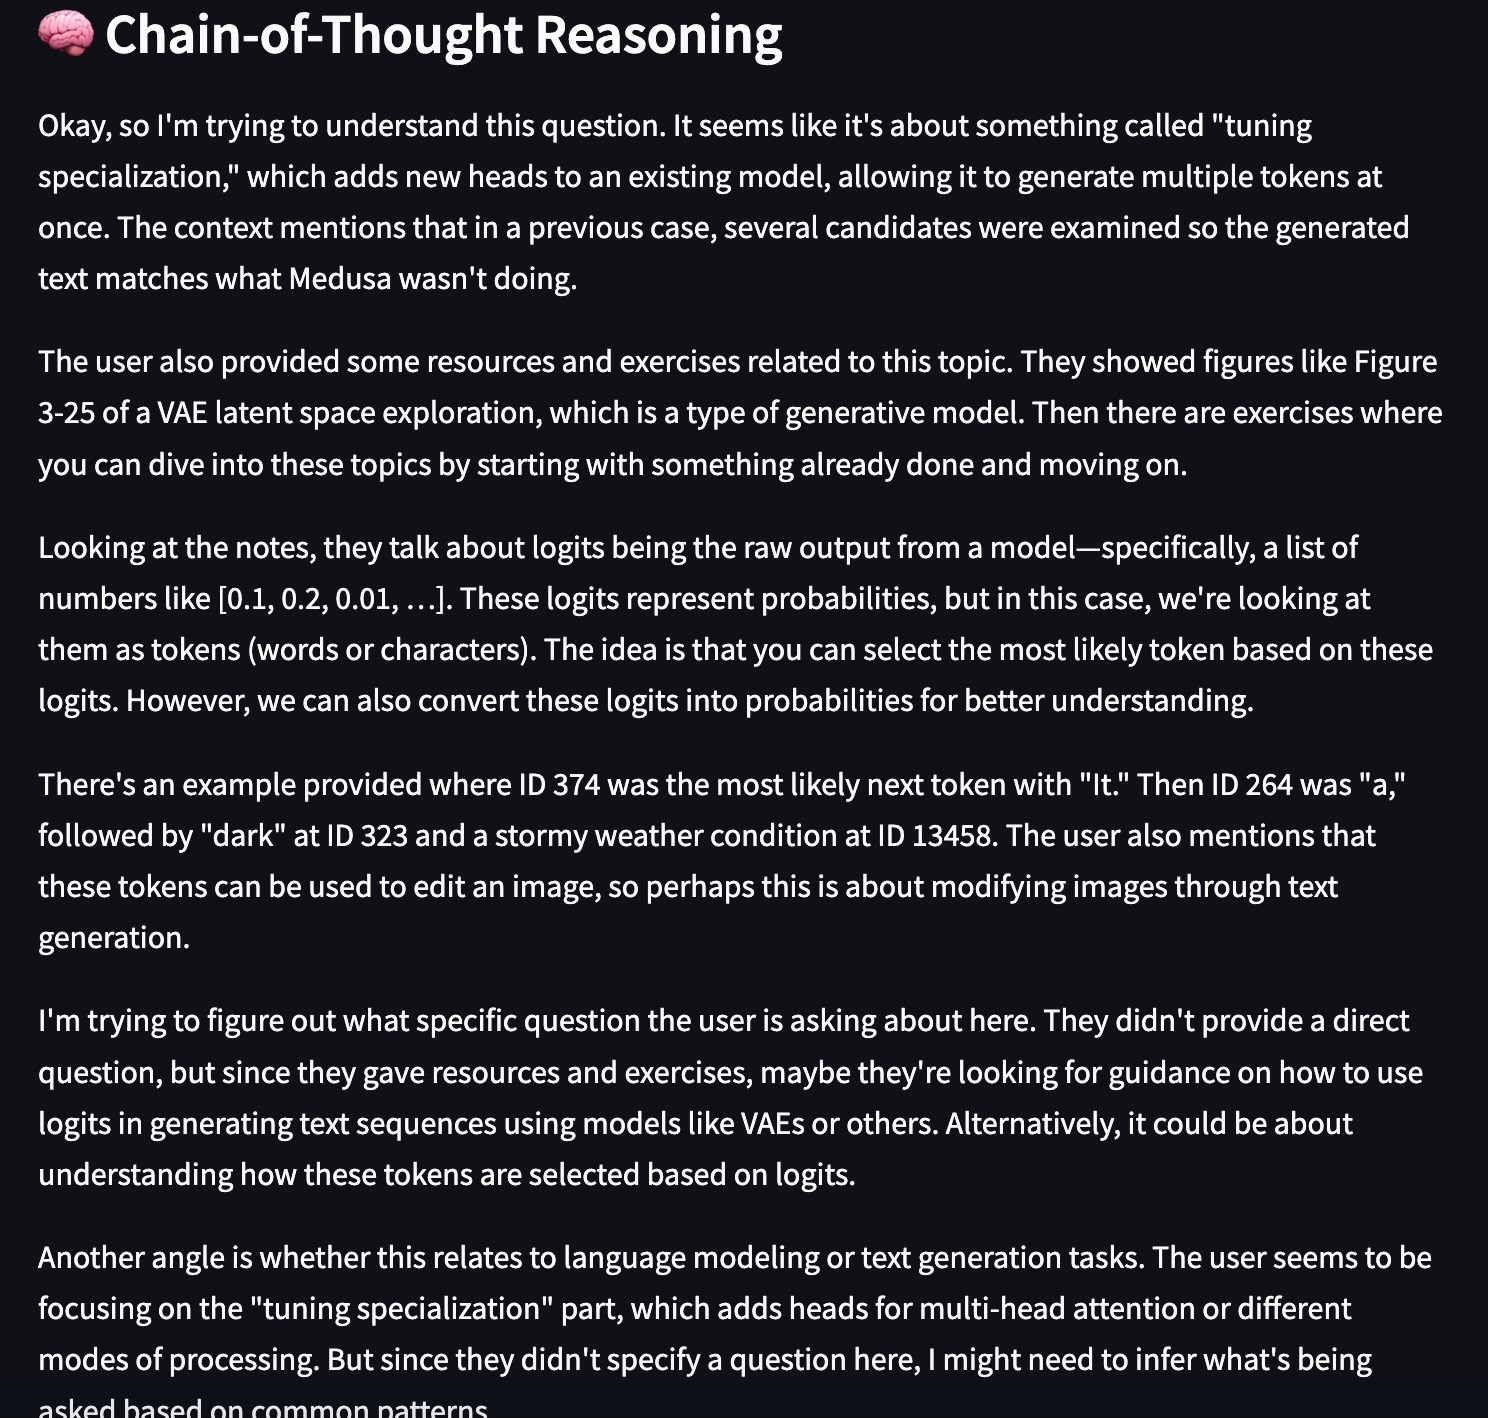 Chain-of-Thought Reasoning
Okay, so I'm trying to understand this question. It seems like it's about something called "tuning
specialization," which adds new heads to an existing model, allowing it to generate multiple tokens at
once. The context mentions that in a previous case, several candidates were examined so the generated
text matches what Medusa wasn't doing.
The user also provided some resources and exercises related to this topic. They showed figures like Figure
3-25 of a VAE latent space exploration, which is a type of generative model. Then there are exercises where
you can dive into these topics by starting with something already done and moving on.
Looking at the notes, they talk about logits being the raw output from a model—specifically, a list of
numbers like [0.1, 0.2, 0.01, …]. These logits represent probabilities, but in this case, we're looking at
them as tokens (words or characters). The idea is that you can select the most likely token based on these
logits. However, we can also convert these logits into probabilities for better understanding.
There's an example provided where ID 374 was the most likely next token with "It." Then ID 264 was "a,"
followed by "dark" at ID 323 and a stormy weather condition at ID 13458. The user also mentions that
these tokens can be used to edit an image, so perhaps this is about modifying images through text
generation.
I'm trying to figure out what specific question the user is asking about here. They didn't provide a direct
question, but since they gave resources and exercises, maybe they're looking for guidance on how to use
logits in generating text sequences using models like VAEs or others. Alternatively, it could be about
understanding how these tokens are selected based on logits.
Another angle is whether this relates to language modeling or text generation tasks. The user seems to be
focusing on the "tuning specialization" part, which adds heads for multi-head attention or different
modes of processing. But since they didn't specify a question here, I might need to infer what's being
asked based on common patterns